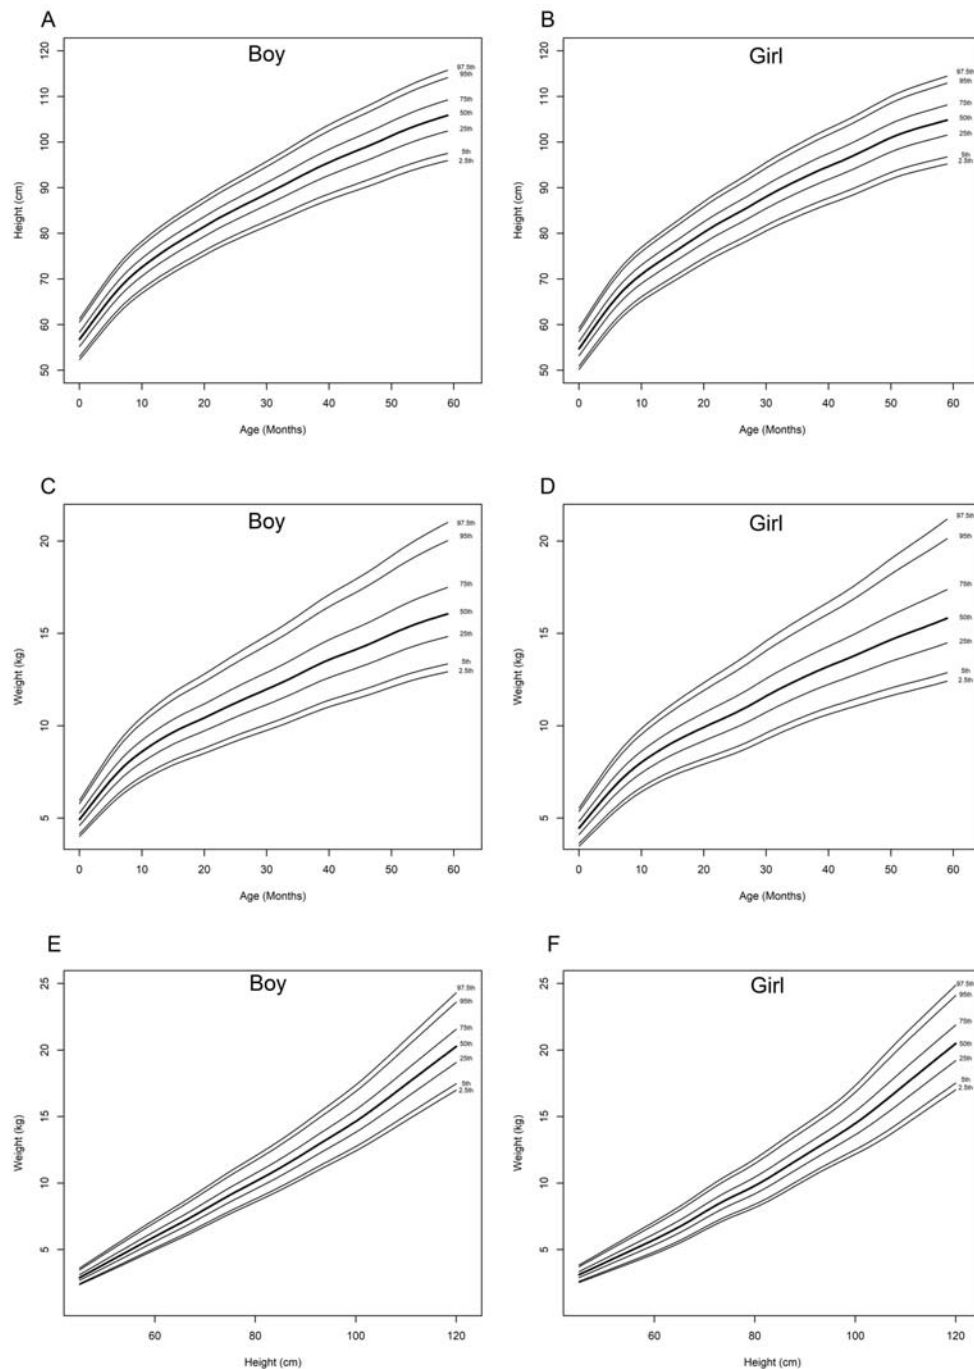 A
Boy
120
110
100
90
80
70
60
50
Height (cm)
97.5th
95th
75th
50th
25th
5th
2.5th
0 10 20 30 40 50 60
Age (Months)
B
Girl
120
110
100
90
80
70
60
50
Height (cm)
97.5th
95th
75th
50th
25th
5th
2.5th
0 10 20 30 40 50 60
Age (Months)
C
Boy
20
15
10
5
Weight (kg)
97.5th
95th
75th
50th
25th
5th
2.5th
0 10 20 30 40 50 60
Age (Months)
D
Girl
20
15
10
5
Weight (kg)
97.5th
95th
75th
50th
25th
5th
2.5th
0 10 20 30 40 50 60
Age (Months)
E
Boy
25
20
15
10
5
Weight (kg)
97.5th
95th
75th
50th
25th
5th
2.5th
60 80 100 120
Height (cm)
F
Girl
25
20
15
10
5
Weight (kg)
97.5th
95th
75th
50th
25th
5th
2.5th
60 80 100 120
Height (cm)